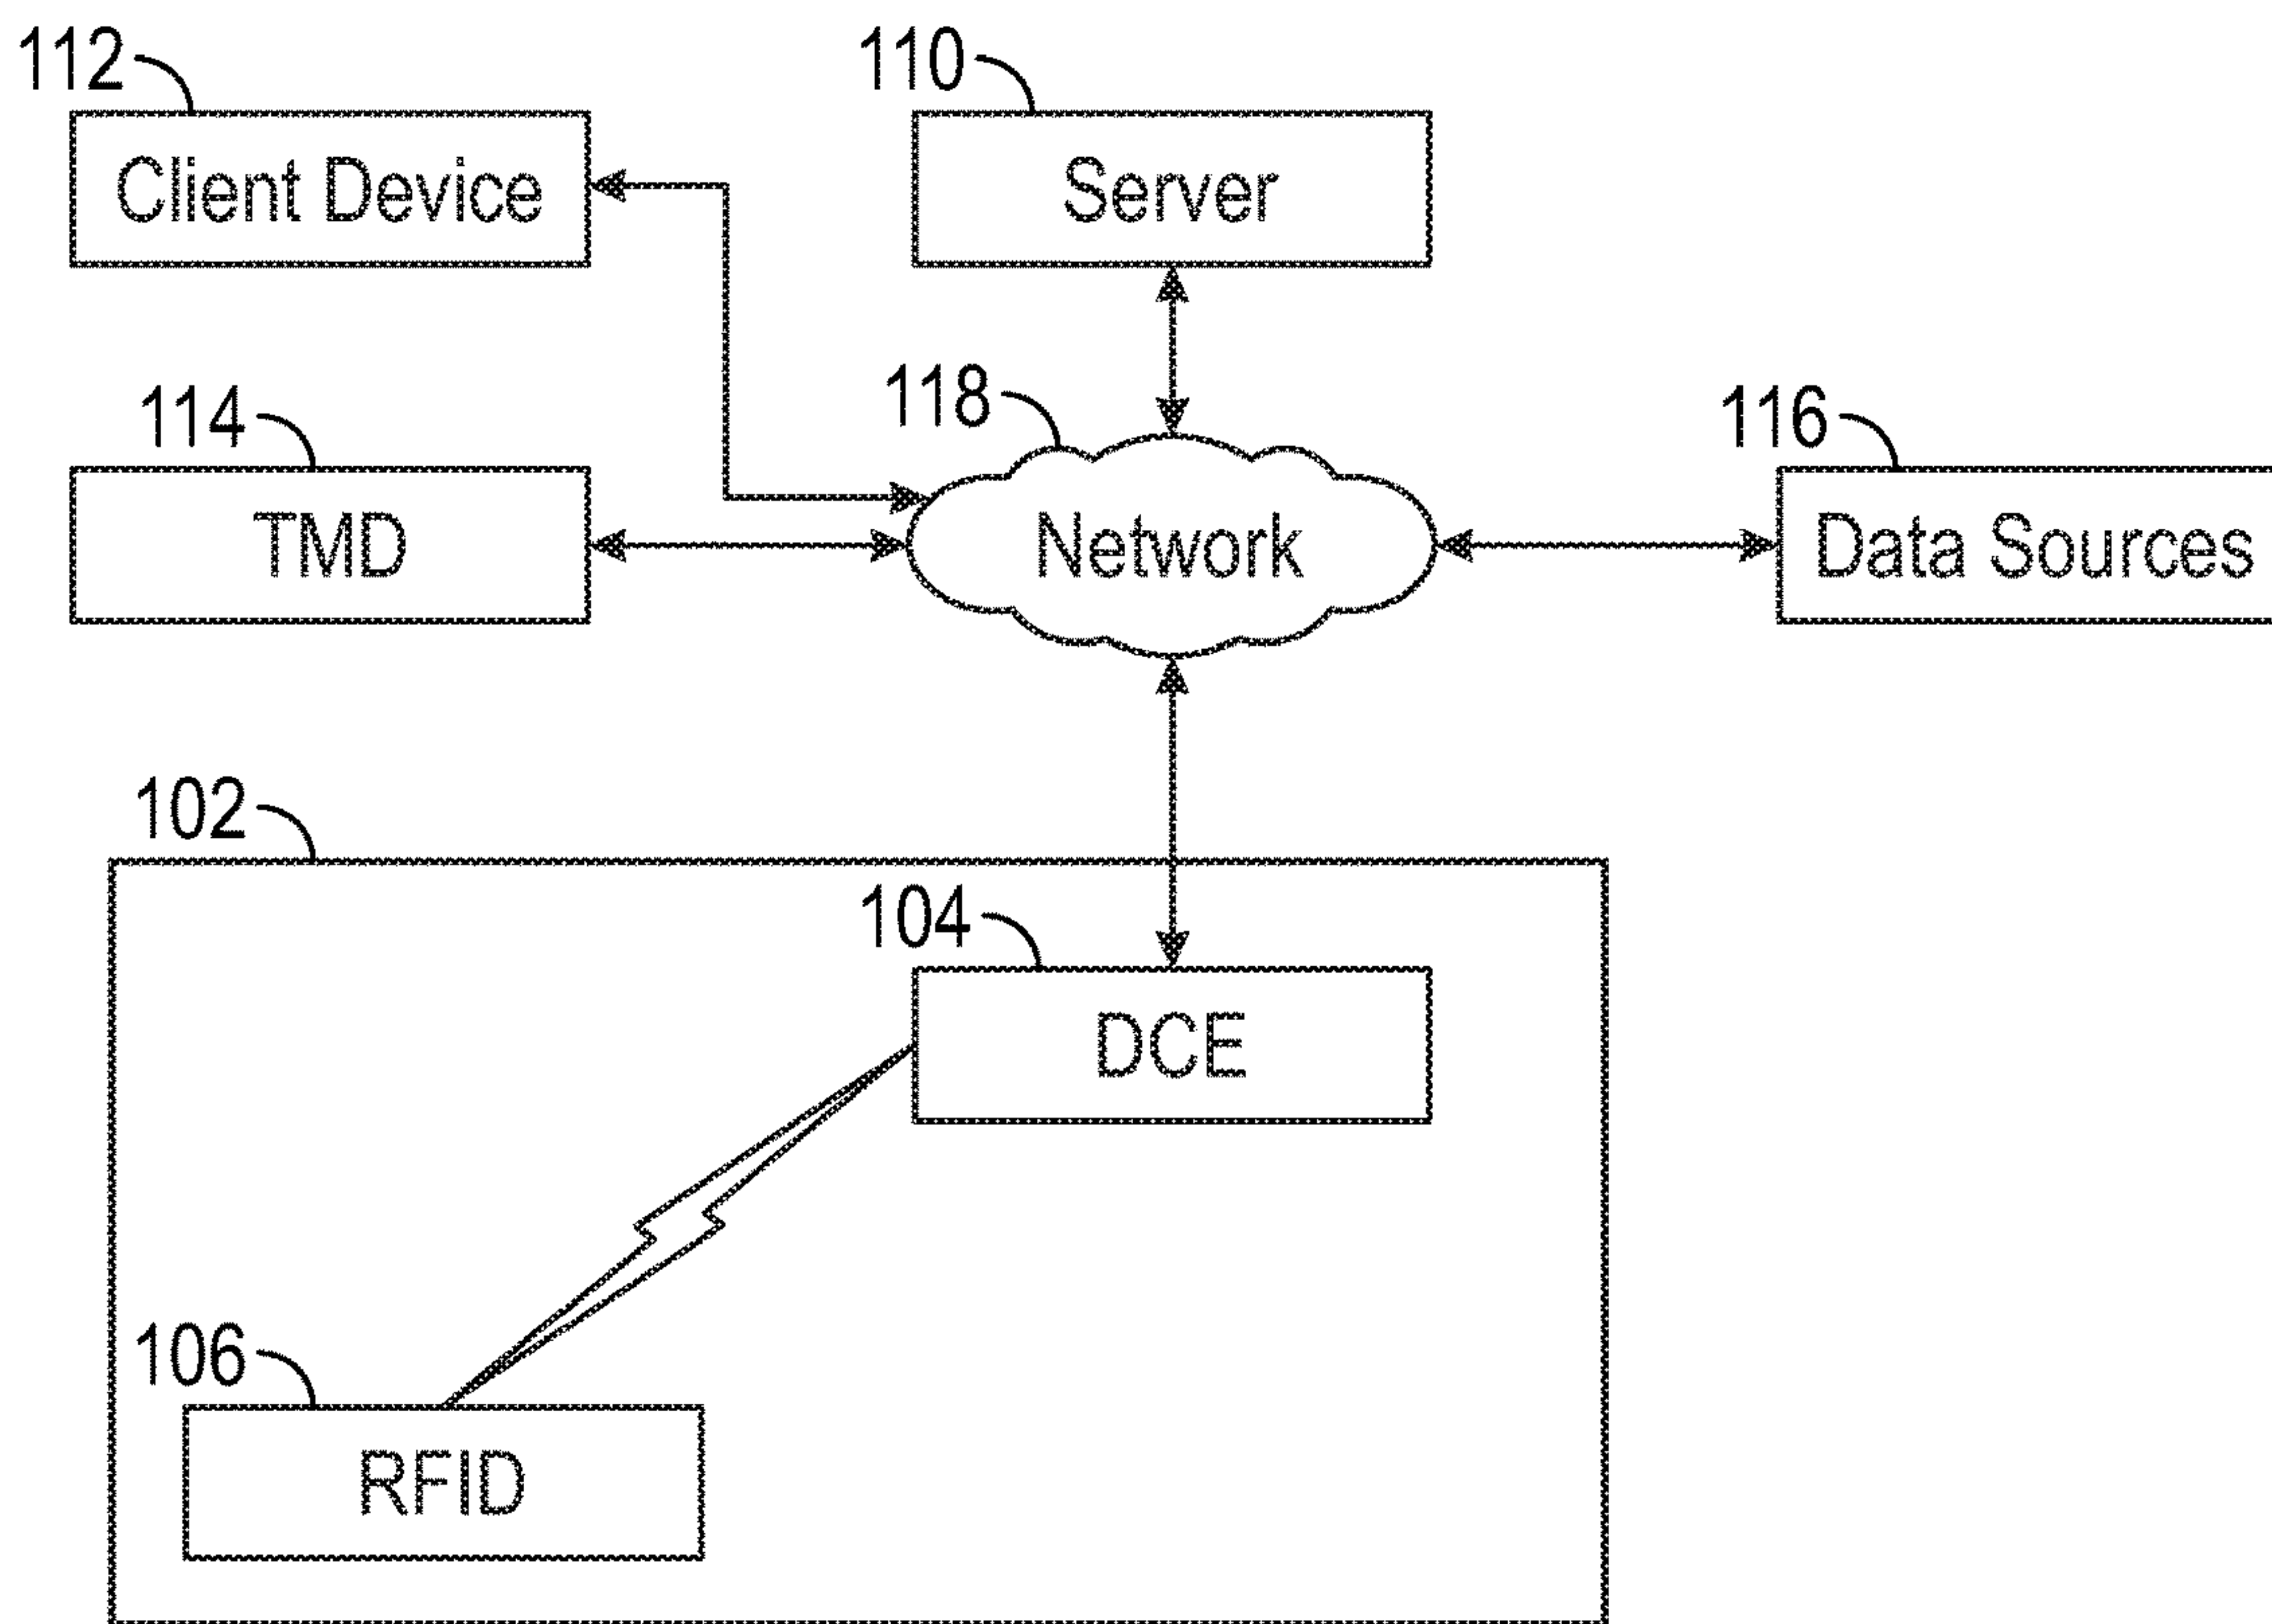 112
110
Client Device
Server
114
118
116
TMD
Network
Data Sources
102
104
DCE
106
RFID